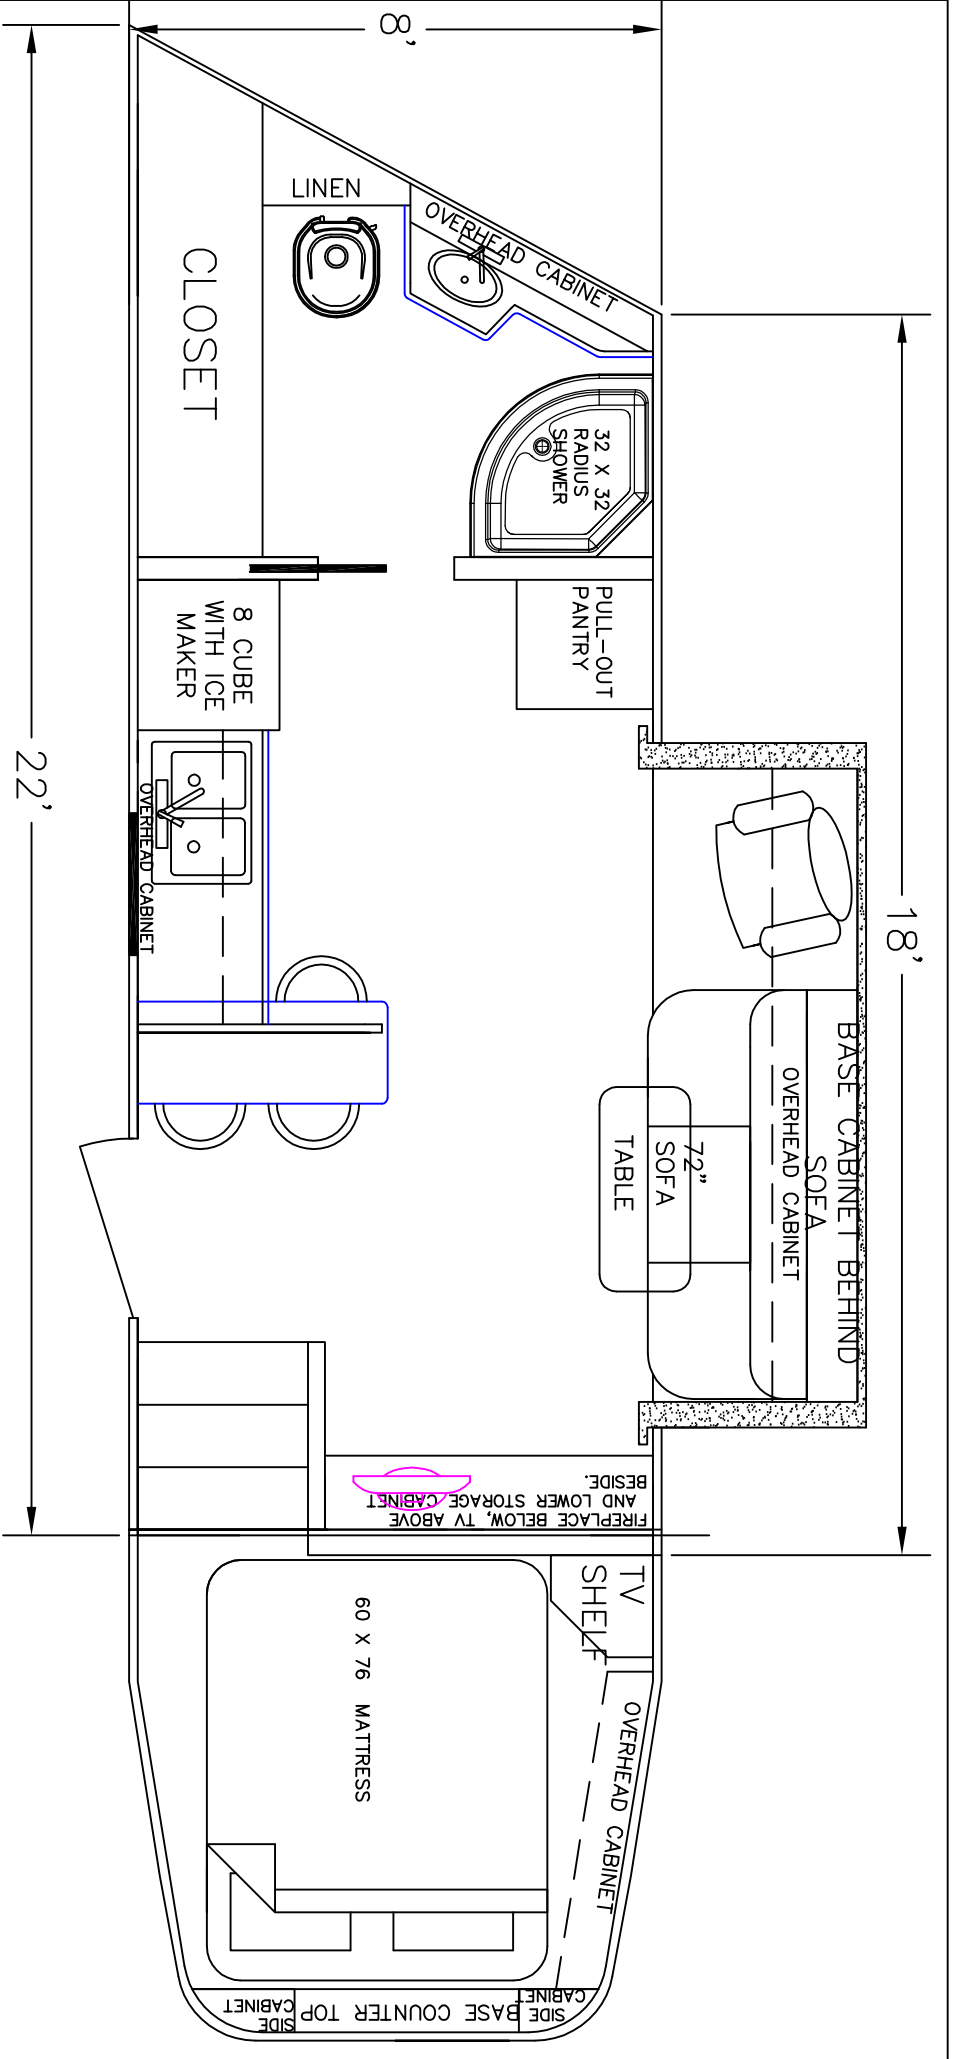 8'
LINEN
OVERHEAD CABINET
CLOSET
32 X 32
RADIUS
SHOWER
PULL-OUT
PANTRY
8 CUBE
WITH ICE
MAKER
22'
OVERHEAD CABINET
18'
BASE CABINET BEHIND
SOFA
OVERHEAD CABINET
72"
SOFA
TABLE
FIREPLACE BELOW, TV ABOVE
AND LOWER STORAGE CABINET
BESIDE.
TV
SHELF
60 X 76 MATTRESS
OVERHEAD CABINET
SIDE
CABINET
BASE COUNTER TOP
SIDE
CABINET